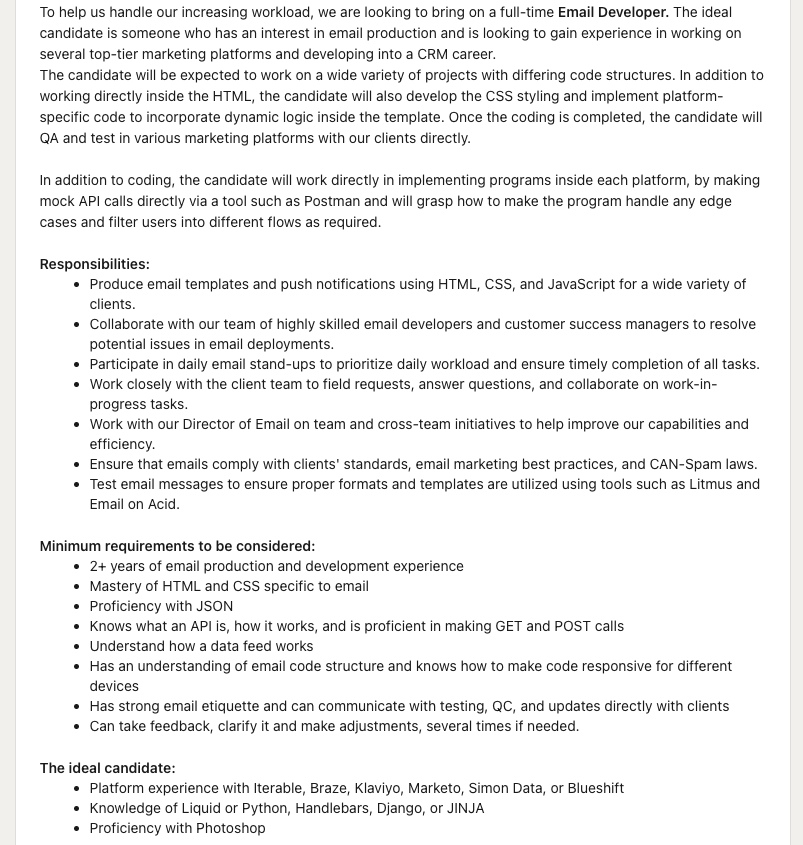 To help us handle our increasing workload, we are looking to bring on a full-time Email Developer. The ideal
candidate is someone who has an interest in email production and is looking to gain experience in working on
several top-tier marketing platforms and developing into a CRM career.
The candidate will be expected to work on a wide variety of projects with differing code structures. In addition to
working directly inside the HTML, the candidate will also develop the CSS styling and implement platform-
specific code to incorporate dynamic logic inside the template. Once the coding is completed, the candidate will
QA and test in various marketing platforms with our clients directly.
In addition to coding, the candidate will work directly in implementing programs inside each platform, by making
mock API calls directly via a tool such as Postman and will grasp how to make the program handle any edge
cases and filter users into different flows as required.
Responsibilities:
• Produce email templates and push notifications using HTML, CSS, and JavaScript for a wide variety of
clients.
• Collaborate with our team of highly skilled email developers and customer success managers to resolve
potential issues in email deployments.
• Participate in daily email stand-ups to prioritize daily workload and ensure timely completion of all tasks.
• Work closely with the client team to field requests, answer questions, and collaborate on work-in-
progress tasks.
• Work with our Director of Email on team and cross-team initiatives to help improve our capabilities and
efficiency.
• Ensure that emails comply with clients' standards, email marketing best practices, and CAN-Spam laws.
• Test email messages to ensure proper formats and templates are utilized using tools such as Litmus and
Email on Acid.
Minimum requirements to be considered:
• 2+ years of email production and development experience
• Mastery of HTML and CSS specific to email
• Proficiency with JSON
• Knows what an API is, how it works, and is proficient in making GET and POST calls
• Understand how a data feed works
• Has an understanding of email code structure and knows how to make code responsive for different
devices
• Has strong email etiquette and can communicate with testing, QC, and updates directly with clients
• Can take feedback, clarify it and make adjustments, several times if needed.
The ideal candidate:
• Platform experience with Iterable, Braze, Klaviyo, Marketo, Simon Data, or Blueshift
• Knowledge of Liquid or Python, Handlebars, Django, or JINJA
• Proficiency with Photoshop